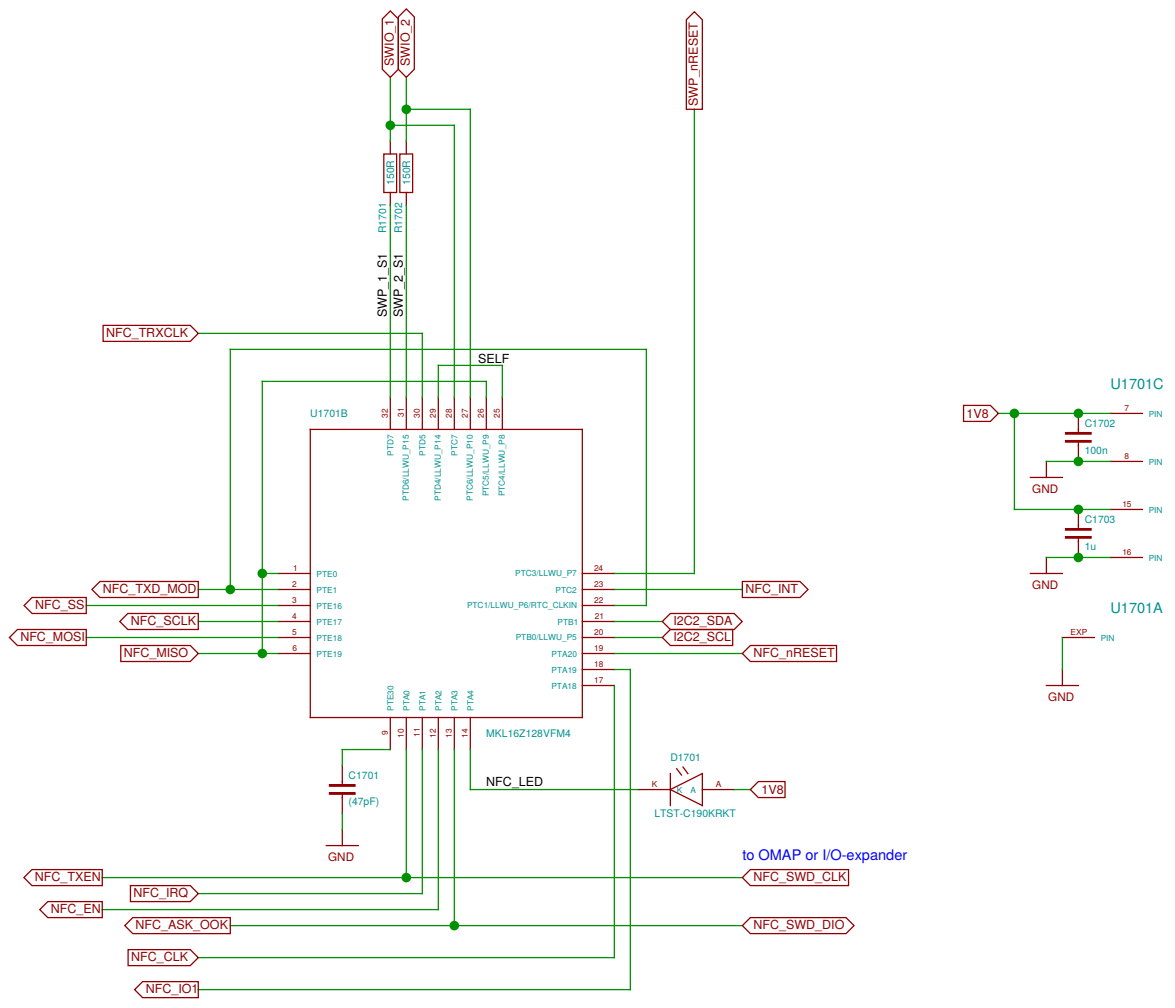 SWIO_1
SWIO_2
SWP_nRESET
150R
150R
R1701
R1702
SWP_1_S1
SWP_2_S1
NFC_TRXCLK
SELF
U1701B
32
31
30
29
28
27
26
25
PTD7
PTD6/LLWU_P15
PTD5
PTD4/LLWU_P14
PTC7
PTC6/LLWU_P10
PTC5/LLWU_P9
PTC4/LLWU_P8
U1701C
1V8
7 PIN
C1702
100n
8 PIN
GND
15 PIN
C1703
1u
16 PIN
GND
U1701A
EXP PIN
GND
1 PTE0
NFC_TXD_MOD 2 PTE1
NFC_SS 3 PTE16
NFC_SCLK 4 PTE17
NFC_MOSI 5 PTE18
NFC_MISO 6 PTE19
PTC3/LLWU_P7 24
PTC2 23 NFC_INT
PTC1/LLWU_P6/RTC_CLKIN 22
PTB1 21 I2C2_SDA
PTB0/LLWU_P5 20 I2C2_SCL
PTA20 19 NFC_nRESET
PTA19 18
PTA18 17
PTE30
PTA0
PTA1
PTA2
PTA3
PTA4
9
10
11
12
13
14
MKL16Z128VFM4
C1701
(47pF)
GND
NFC_LED
D1701
K K A A
1V8
LTST-C190KRKT
to OMAP or I/O-expander
NFC_TXEN NFC_SWD_CLK
NFC_IRQ
NFC_EN
NFC_ASK_OOK NFC_SWD_DIO
NFC_CLK
NFC_IO1